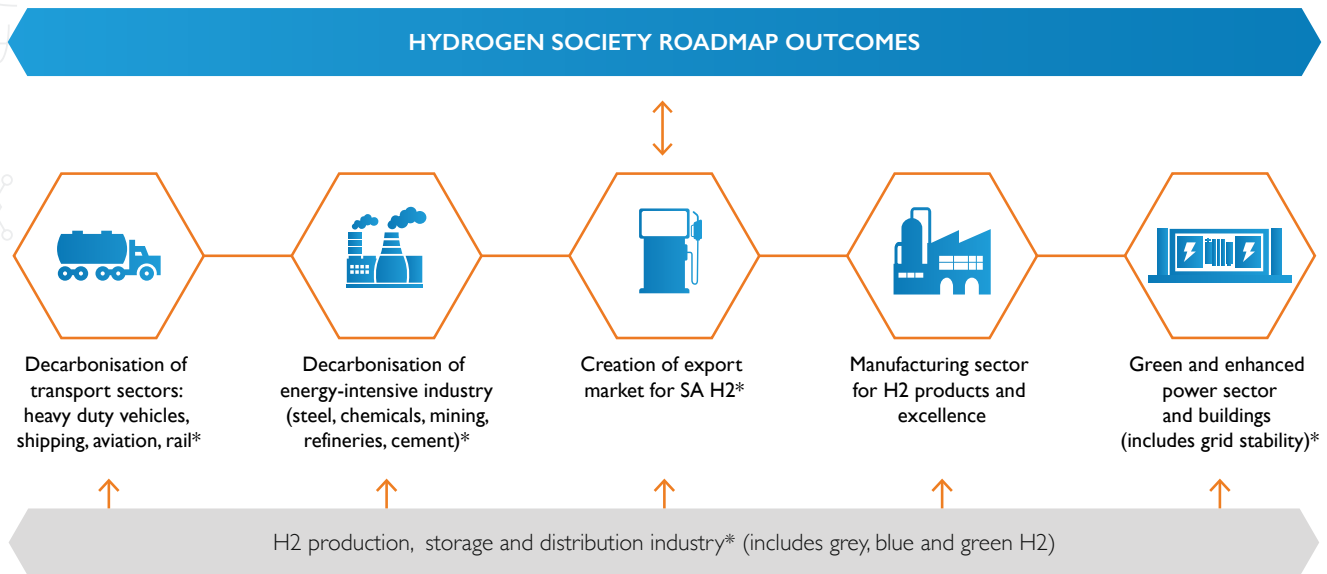 HYDROGEN SOCIETY ROADMAP OUTCOMES
Decarbonisation of
transport sectors:
heavy duty vehicles,
shipping, aviation, rail*
Decarbonisation of
energy-intensive industry
(steel, chemicals, mining,
refineries, cement)*
Creation of export
market for SA H2*
Manufacturing sector
for H2 products and
excellence
Green and enhanced
power sector
and buildings
(includes grid stability)*
H2 production, storage and distribution industry* (includes grey, blue and green H2)